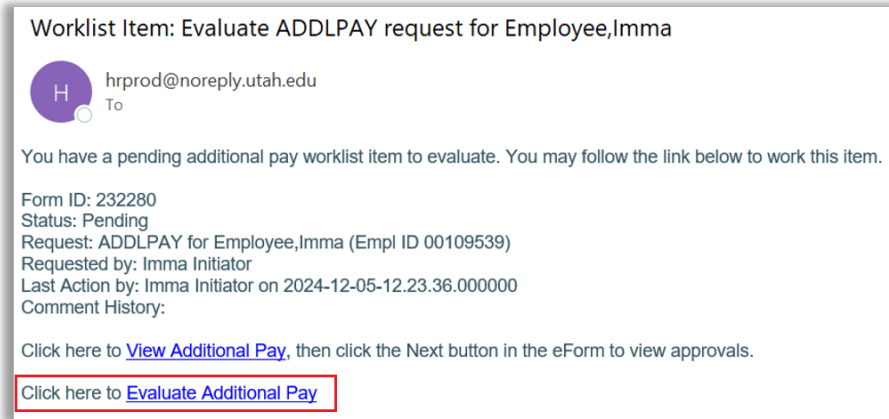 Worklist Item: Evaluate ADDLPAY request for Employee,Imma
H
hrprod@noreply.utah.edu
To
You have a pending additional pay worklist item to evaluate. You may follow the link below to work this item.
Form ID: 232280
Status: Pending
Request: ADDLPAY for Employee,Imma (Empl ID 00109539)
Requested by: Imma Initiator
Last Action by: Imma Initiator on 2024-12-05-12.23.36.000000
Comment History:
Click here to View Additional Pay, then click the Next button in the eForm to view approvals.
Click here to Evaluate Additional Pay